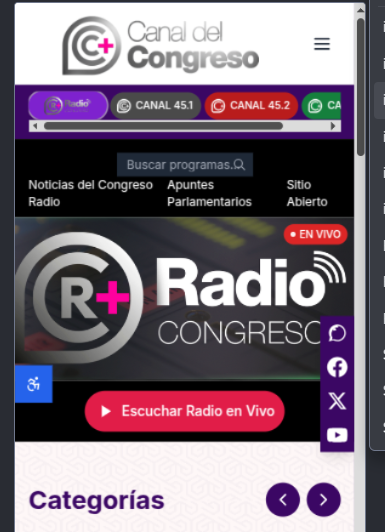 Canal del
Congreso
Radio
CANAL 45.1
CANAL 45.2
CA
Buscar programas.
Noticias del Congreso
Radio
Apuntes
Parlamentarios
Sitio
Abierto
EN VIVO
R+
Radio
CONGRESO
Escuchar Radio en Vivo
Categorías